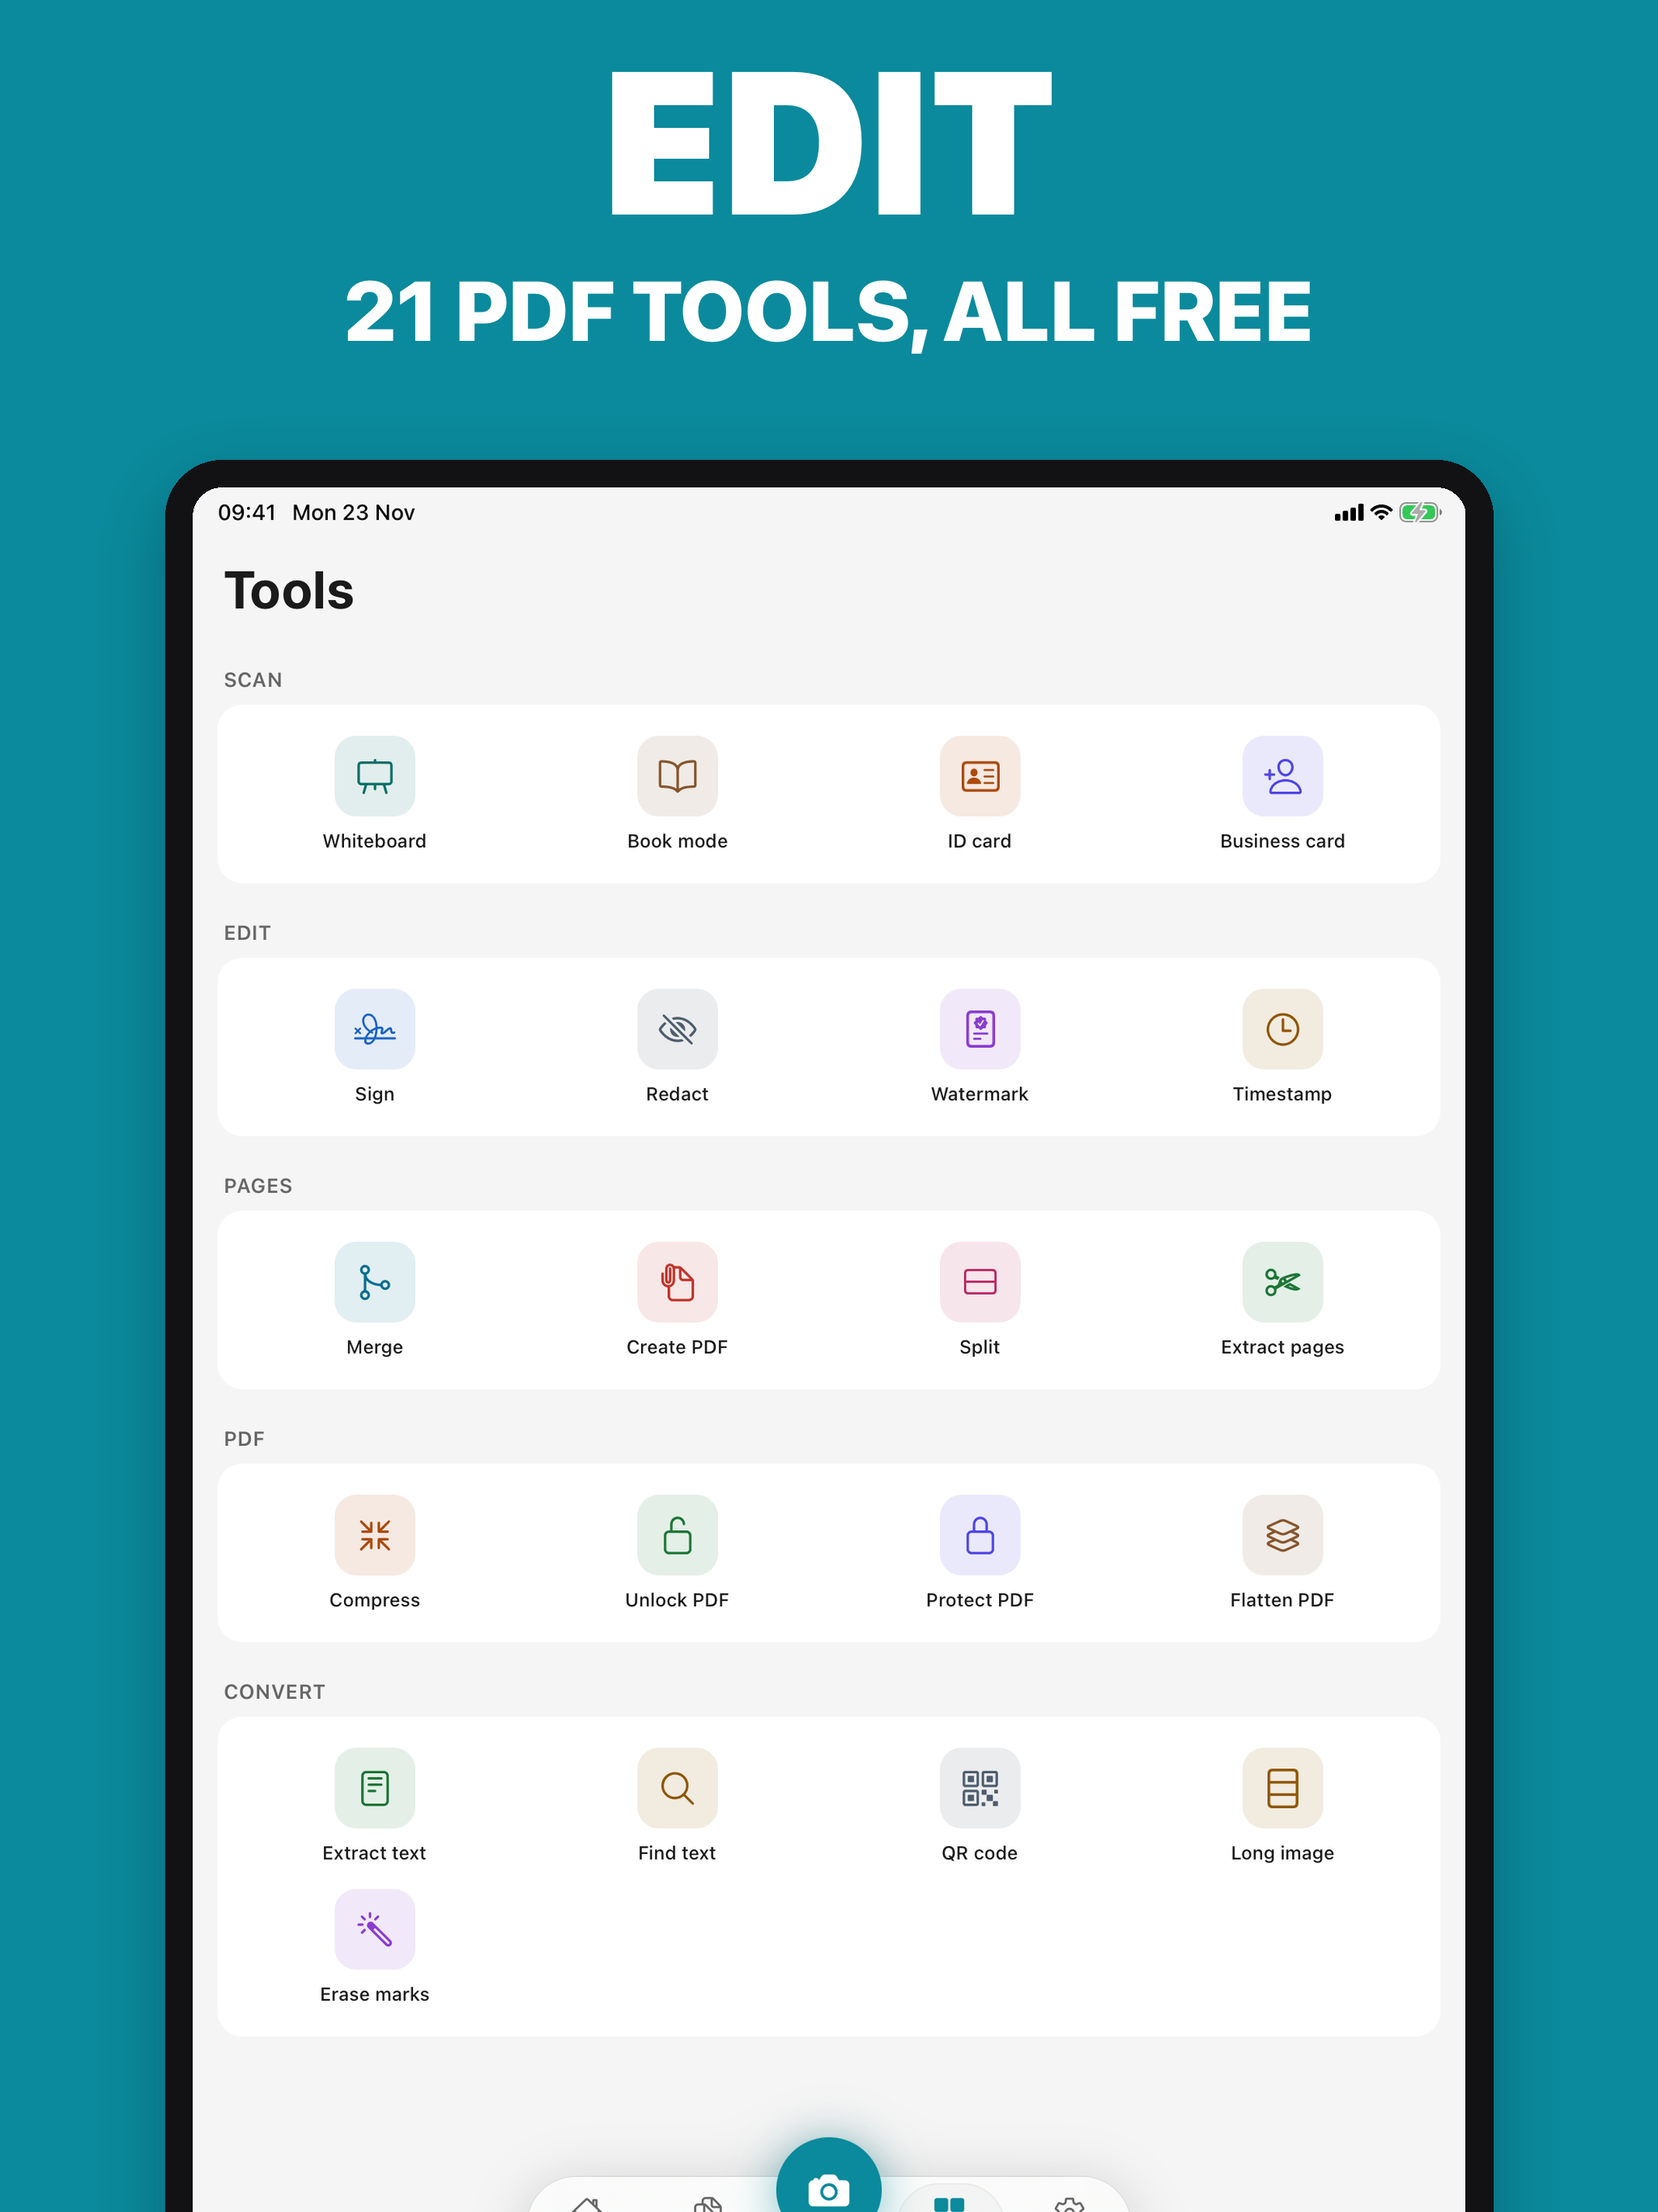 EDIT
21 PDF TOOLS, ALL FREE
09:41 Mon 23 Nov
Tools
SCAN
Whiteboard Book mode ID card Business card
EDIT
Sign Redact Watermark Timestamp
PAGES
Merge Create PDF Split Extract pages
PDF
Compress Unlock PDF Protect PDF Flatten PDF
CONVERT
Extract text Find text QR code Long image
Erase marks